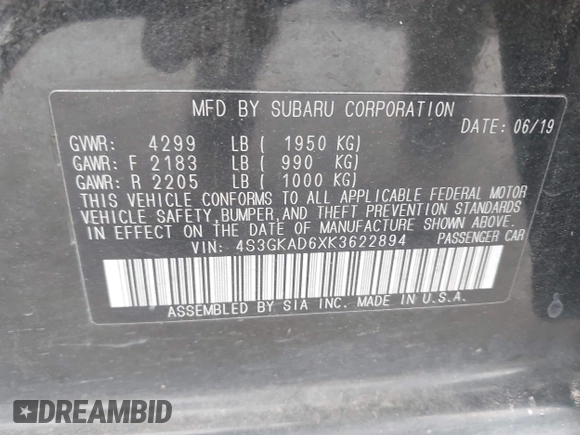 MFD BY SUBARU CORPORATION
DATE: 06/19
GVWR: 4299 LB ( 1950 KG)
GAWR: F 2183 LB ( 990 KG)
GAWR: R 2205 LB ( 1000 KG)
THIS VEHICLE CONFORMS TO ALL APPLICABLE FEDERAL MOTOR
VEHICLE SAFETY, BUMPER, AND THEFT PREVENTION STANDARDS
IN EFFECT ON THE DATE OF MANUFACTURE SHOWN ABOVE.
VIN: 4S3GKAD6XK3622894 PASSENGER CAR
ASSEMBLED BY SIA INC. MADE IN U.S.A.
DREAMBID